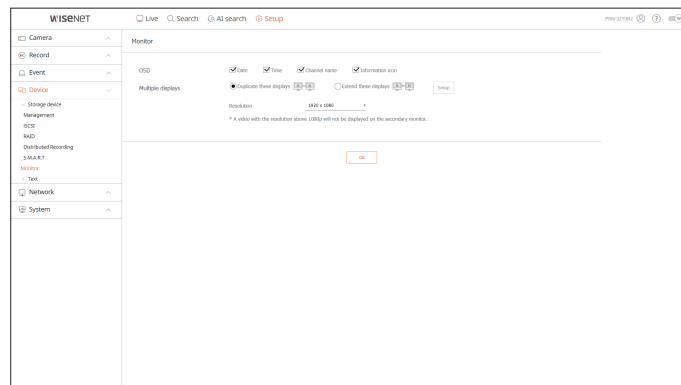 WISENET
Live Search AI search Setup
PRN-3210B2
Camera
Record
Event
Device
Storage device
Management
iSCSI
RAID
Distributed Recording
S.M.A.R.T
Monitor
Text
Network
System
Monitor
OSD Date Time Channel name Information icon
Multiple displays Duplicate these displays Extend these displays Setup
Resolution 1920 x 1080
* A video with the resolution above 1080p will not be displayed on the secondary monitor.
OK